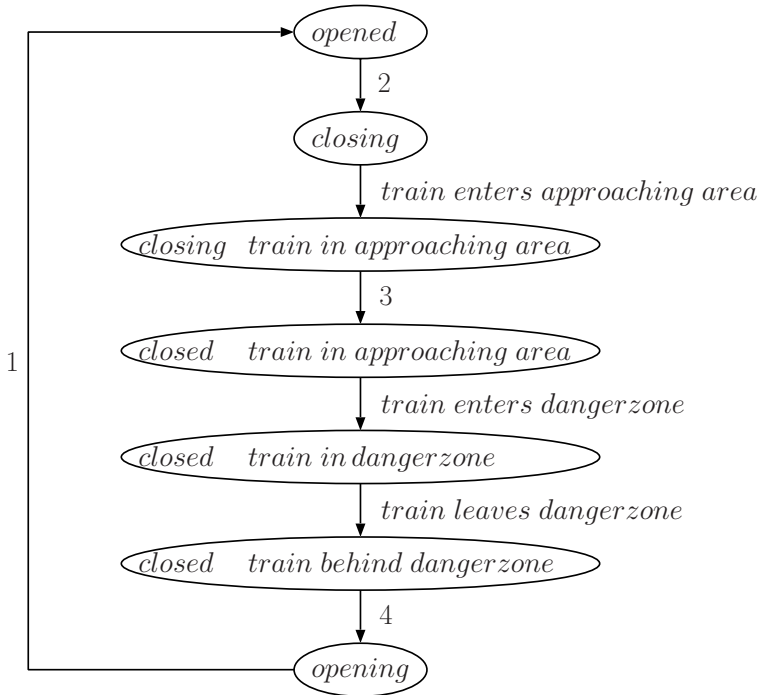 opened
2
closing
train enters approaching area
closing train in approaching area
3
closed train in approaching area
1
train enters dangerzone
closed train in dangerzone
train leaves dangerzone
closed train behind dangerzone
4
opening